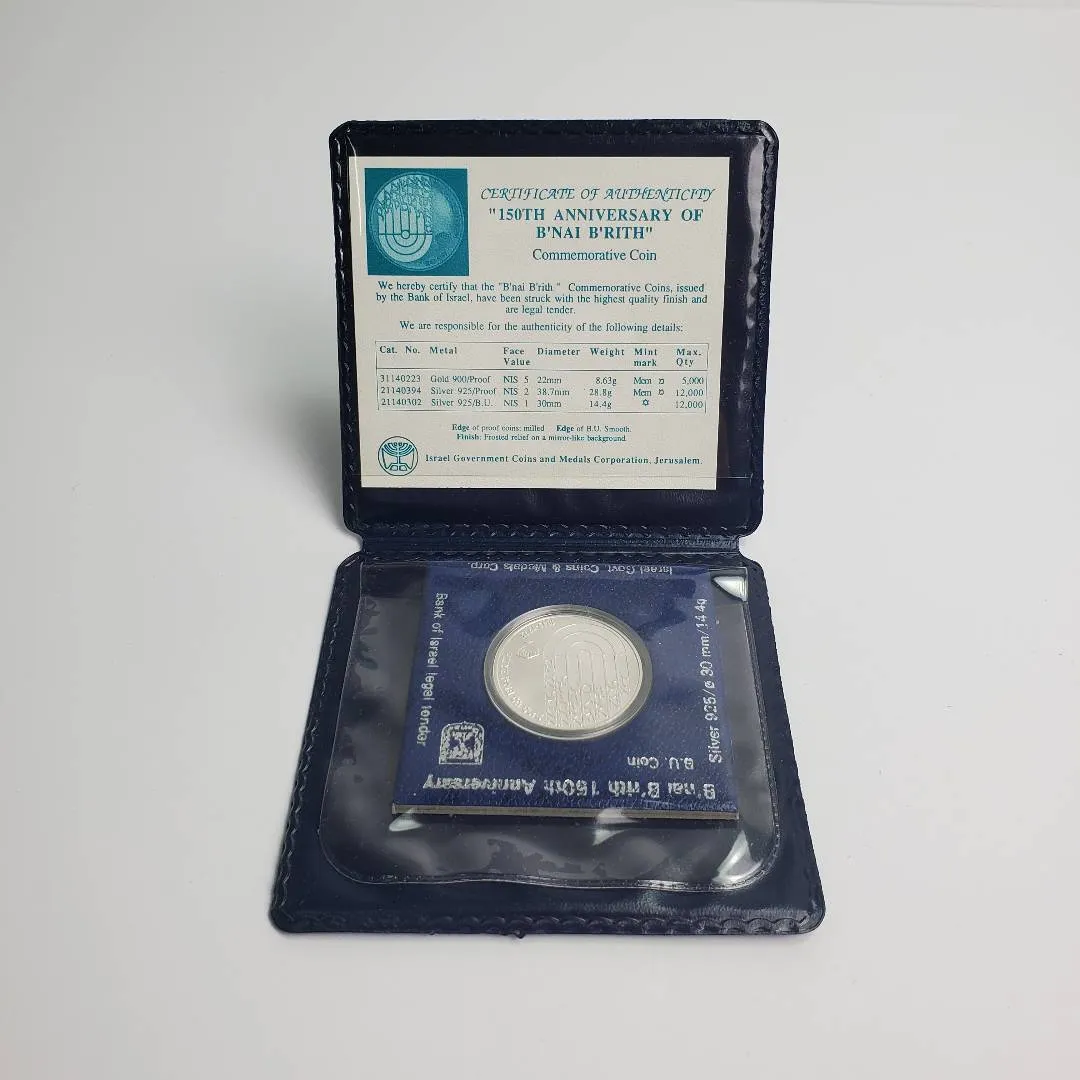 CERTIFICATE OF AUTHENTICITY
"150TH ANNIVERSARY OF
B'NAI B'RITH"
Commemorative Coin
We hereby certify that the "B'nai B'rith " Commemorative Coins, issued
by the Bank of Israel, have been struck with the highest quality finish and
are legal tender.
We are responsible for the authenticity of the following details:
Cat. No. Metal Face Value Diameter Weight Mint mark Max. Qty
31140223 Gold 900/Proof NIS 5 22mm 8.63g Mem מ 5,000
21140394 Silver 925/Proof NIS 2 38.7mm 28.8g Mem מ 12,000
21140302 Silver 925/B.U. NIS 1 30mm 14.4g ✡ 12,000
Edge of proof coins: milled Edge of B.U. Smooth.
Finish: Frosted relief on a mirror-like background.
Israel Government Coins and Medals Corporation, Jerusalem.
Israel Govt. Coins & Medals Corp.
Bank of Israel legal tender
Silver 925/ø 30 mm/14.4g
B.U. Coin
B'nai B'rith 150th Anniversary